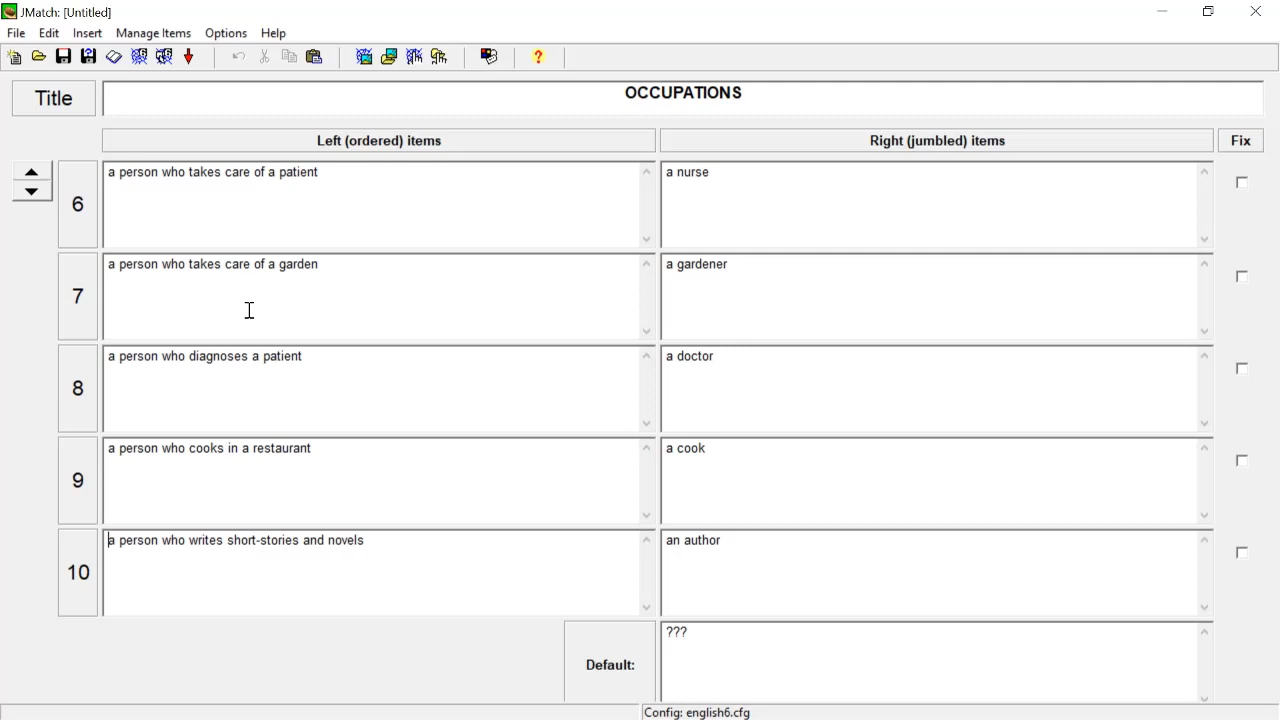 JMatch: [Untitled]
File Edit Insert Manage Items Options Help
Title
OCCUPATIONS
Left (ordered) items
Right (jumbled) items
Fix
6
a person who takes care of a patient
a nurse
7
a person who takes care of a garden
a gardener
8
a person who diagnoses a patient
a doctor
9
a person who cooks in a restaurant
a cook
10
a person who writes short-stories and novels
an author
Default:
???
Config: english6.cfg